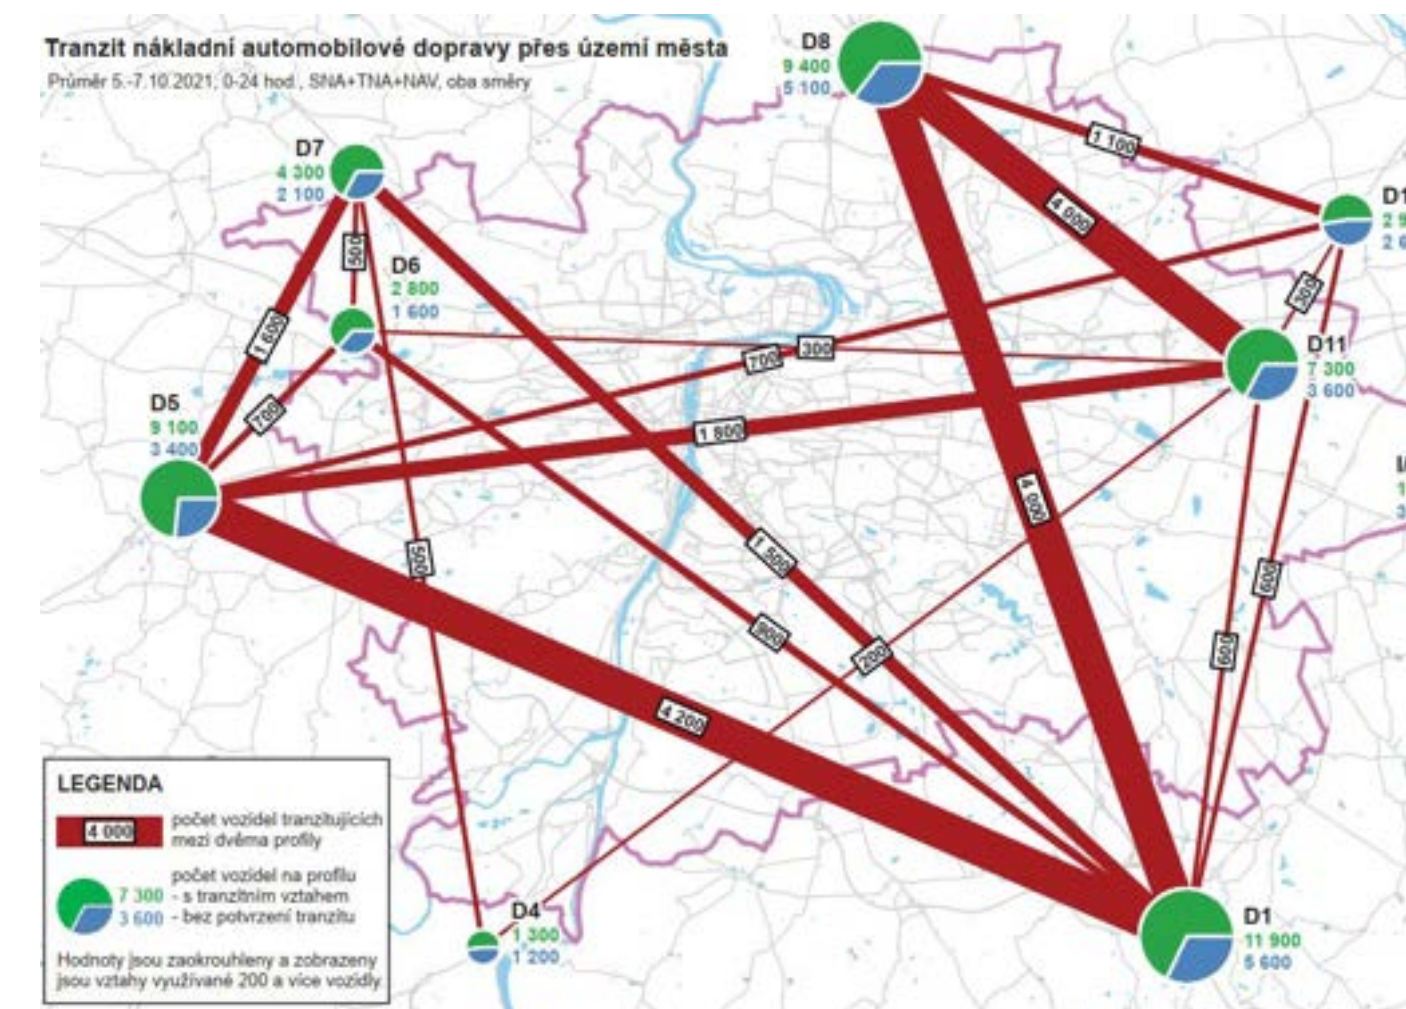 Tranzit nákladní automobilové dopravy přes území města
Průměr 5.-7.10.2021, 0-24 hod., SNA+TNA+NAV, oba směry
D8
9 400
5 100
D7
4 300
2 100
1 100
4 000
500
D6
2 800
1 600
300
1 600
700
300
D11
7 300
3 600
D5
9 100
3 400
700
1 800
4 000
500
1 500
600
900
200
600
4 200
LEGENDA
4 000
počet vozidel tranzitujících
mezi dvěma profily
počet vozidel na profilu
7 300 - s tranzitním vztahem
3 600 - bez potvrzení tranzitu
Hodnoty jsou zaokrouhleny a zobrazeny
jsou vztahy využívané 200 a více vozidly
D4
1 300
1 200
D1
11 900
5 600